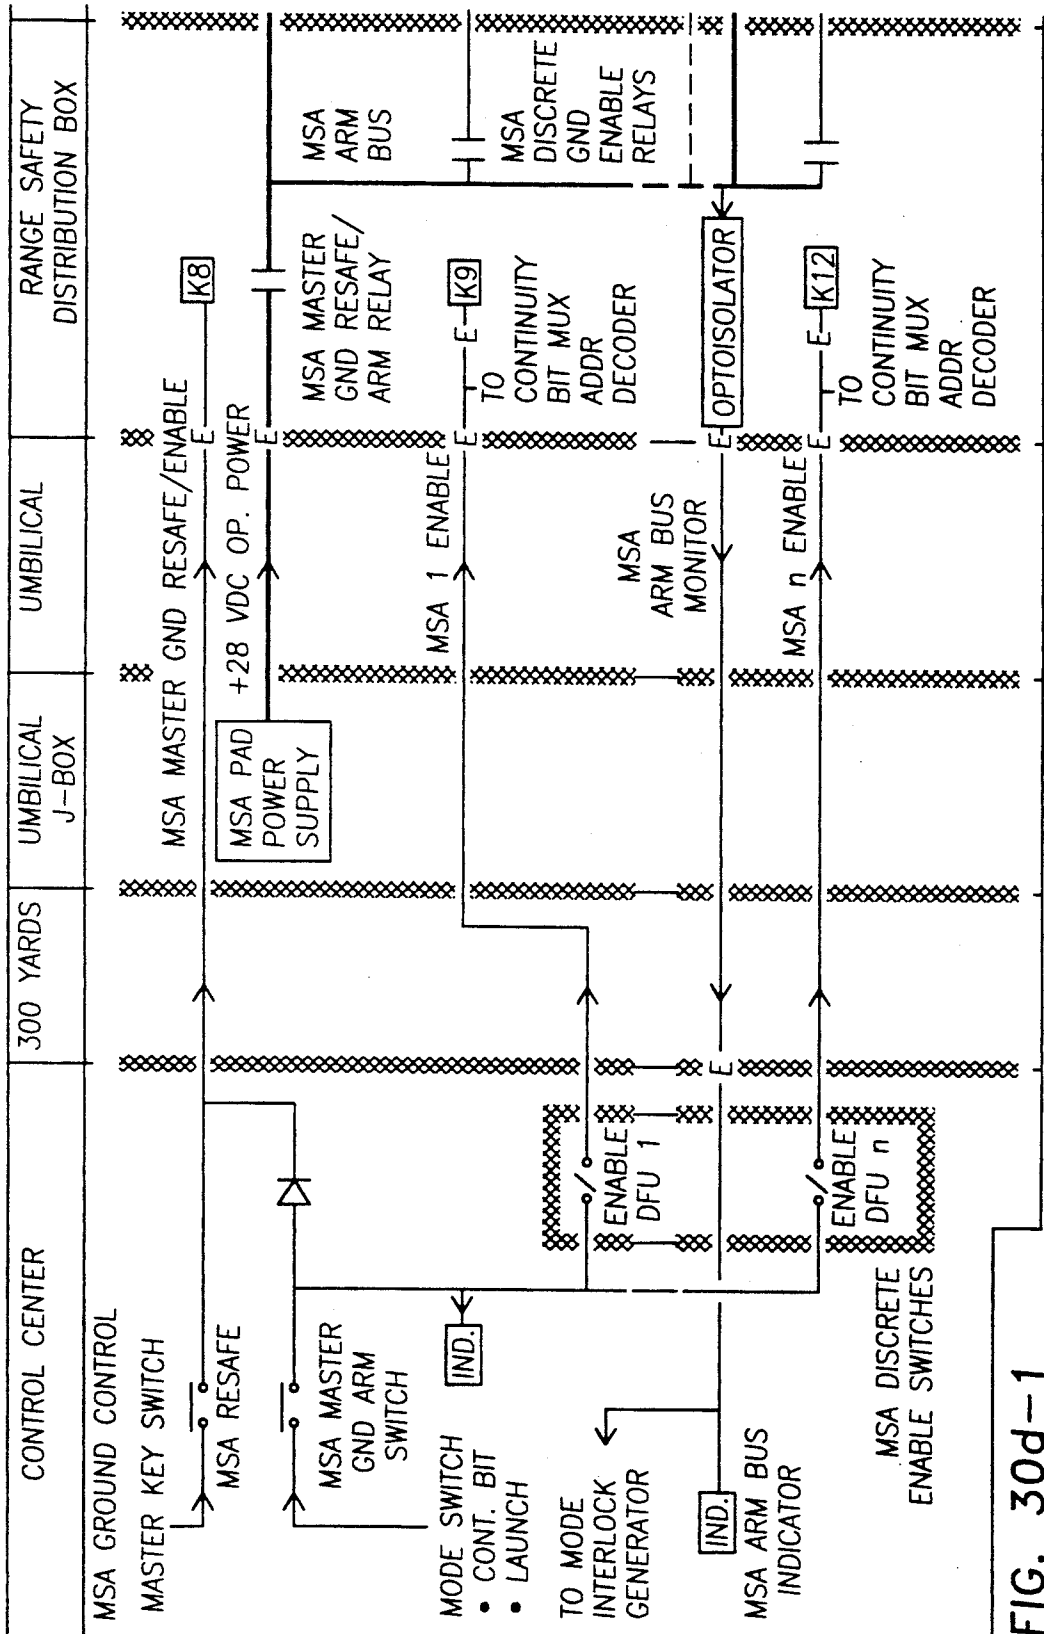 CONTROL CENTER
300 YARDS
UMBILICAL
J-BOX
UMBILICAL
RANGE SAFETY
DISTRIBUTION BOX
MSA GROUND CONTROL
MASTER KEY SWITCH
MSA RESAFE
MSA MASTER GND RESAFE/ENABLE
E
K8
MSA PAD
POWER
SUPPLY
+28 VDC OP. POWER
E
MSA MASTER
GND RESAFE/
ARM RELAY
MSA
ARM
BUS
MSA MASTER
GND ARM
SWITCH
MODE SWITCH
• CONT. BIT
• LAUNCH
IND.
MSA 1 ENABLE
E
E
K9
TO
CONTINUITY
BIT MUX
ADDR
DECODER
MSA
DISCRETE
GND
ENABLE
RELAYS
ENABLE
DFU 1
TO MODE
INTERLOCK
GENERATOR
IND.
MSA ARM BUS
INDICATOR
E
MSA
ARM BUS
MONITOR
E
OPTOISOLATOR
ENABLE
DFU n
MSA n ENABLE
E
E
K12
TO
CONTINUITY
BIT MUX
ADDR
DECODER
MSA DISCRETE
ENABLE SWITCHES
FIG. 30d-1